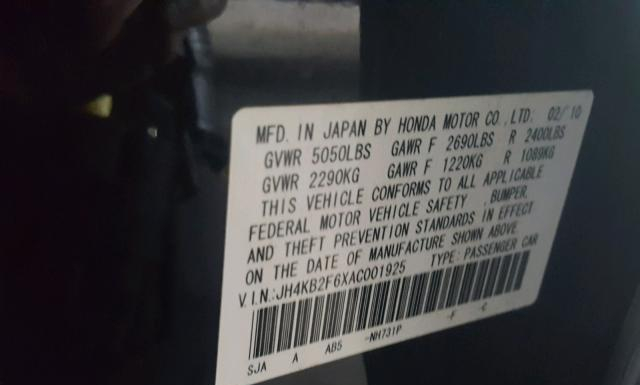 MFD. IN JAPAN BY HONDA MOTOR CO.,LTD. 02/'10
GVWR 5050LBS GAWR F 2690LBS R 2400LBS
GVWR 2290KG GAWR F 1220KG R 1089KG
THIS VEHICLE CONFORMS TO ALL APPLICABLE
FEDERAL MOTOR VEHICLE SAFETY , BUMPER,
AND THEFT PREVENTION STANDARDS IN EFFECT
ON THE DATE OF MANUFACTURE SHOWN ABOVE.
V.I.N.:JH4KB2F6XAC001925 TYPE: PASSENGER CAR
SJA A AB5 -NH731P -F -C